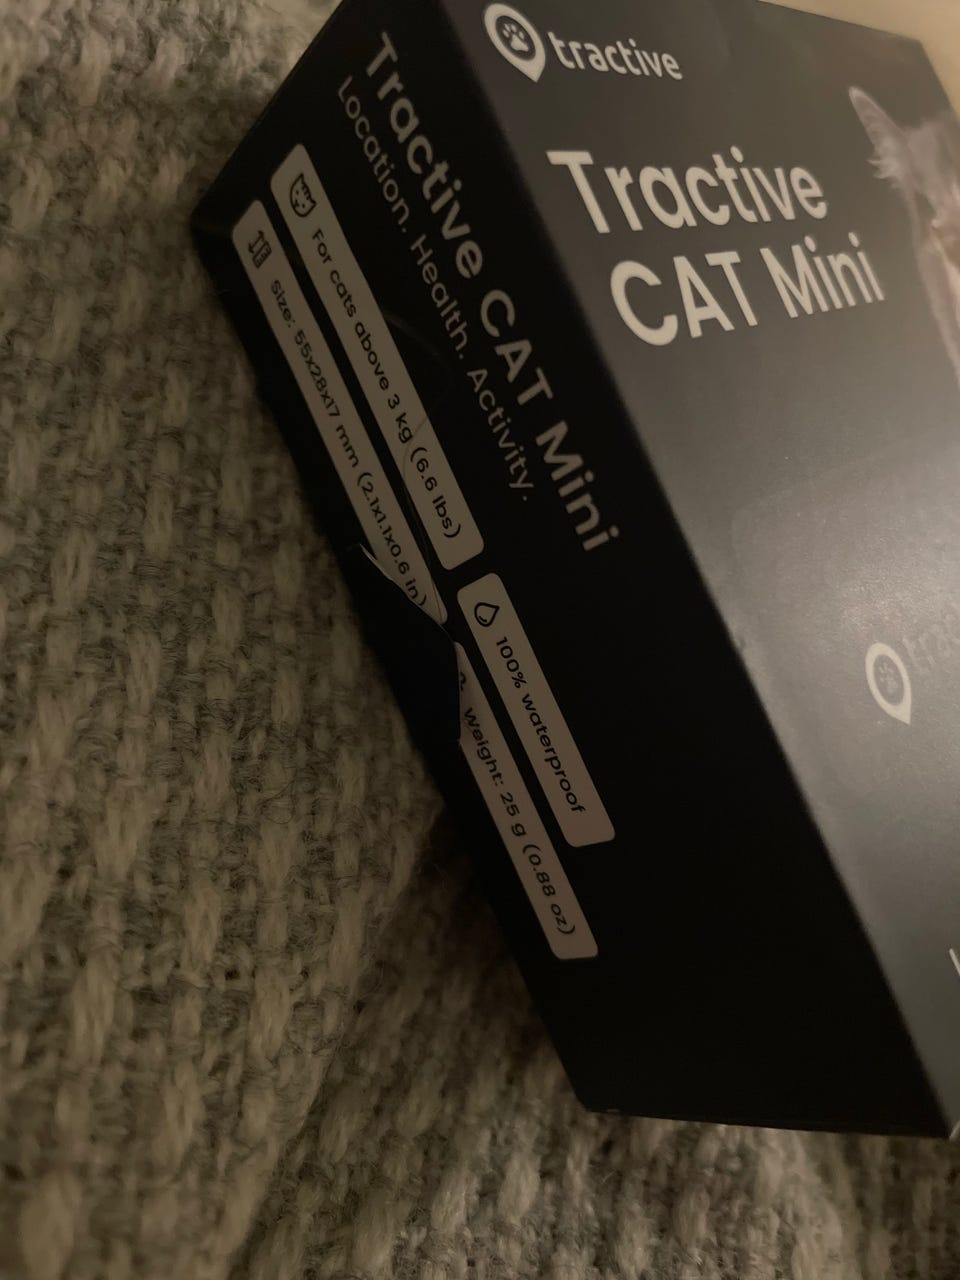 tractive
Tractive
CAT Mini
Tractive CAT Mini
Location. Health. Activity.
For cats above 3 kg (6.6 lbs)
100% waterproof
Size: 55x28x17 mm (2.1x1.1x0.6 in)
Weight: 25 g (0.88 oz)